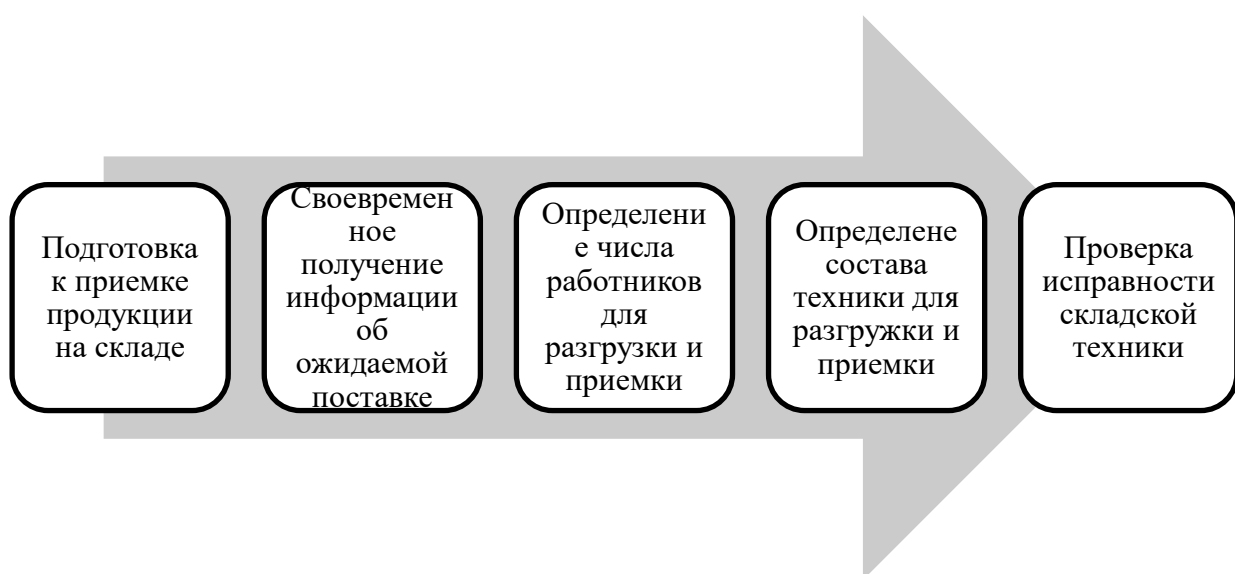 Подготовка
к приемке
продукции
на складе
Своевремен
ное
получение
информации
об
ожидаемой
поставке
Определени
е числа
работников
для
разгрузки и
приемки
Определене
состава
техники для
разгружки и
приемки
Проверка
исправности
складской
техники